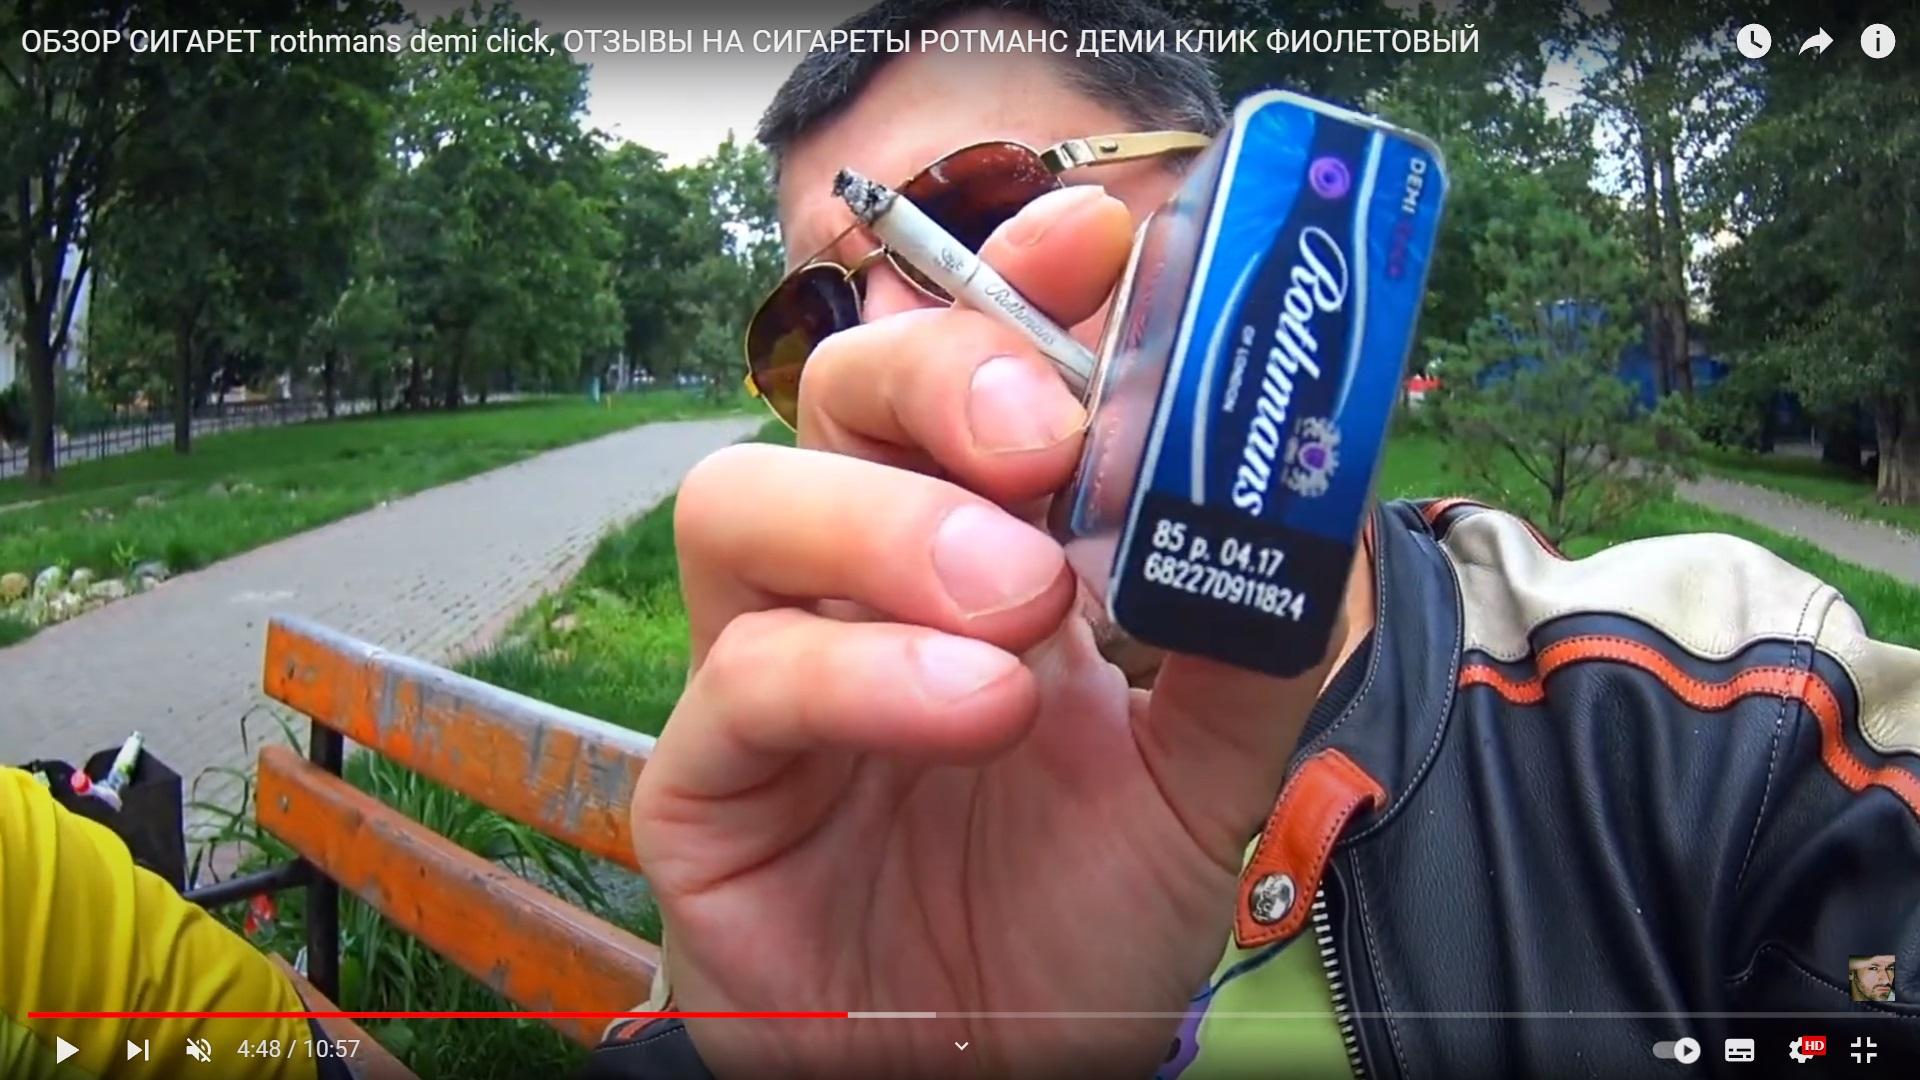 ОБЗОР СИГАРЕТ rothmans demi click, ОТЗЫВЫ НА СИГАРЕТЫ РОТМАНС ДЕМИ КЛИК ФИОЛЕТОВЫЙ
DEMI
Rothmans
OF LONDON
Rothmans
85 р. 04.17
682270911824
4:48 / 10:57
HD